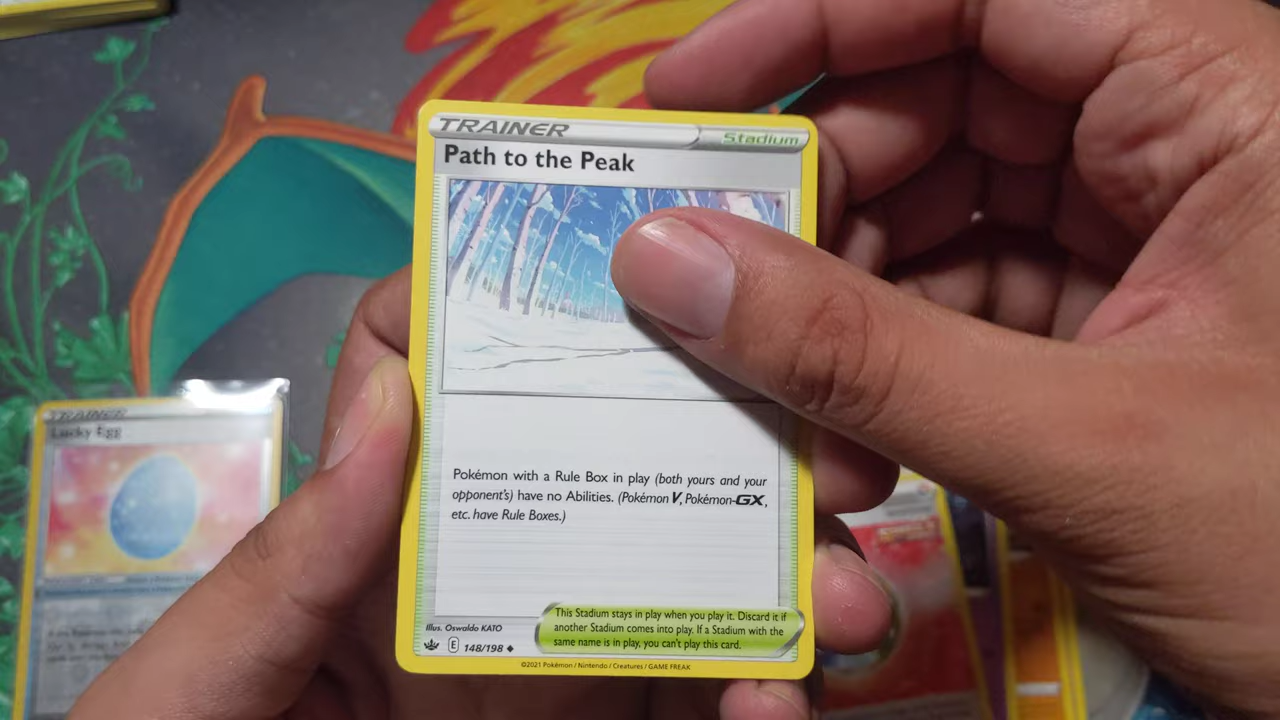 TRAINER
Stadium
Path to the Peak
Pokémon with a Rule Box in play (both yours and your
opponent's) have no Abilities. (Pokémon V, Pokémon-GX,
etc. have Rule Boxes.)
This Stadium stays in play when you play it. Discard it if
another Stadium comes into play. If a Stadium with the
same name is in play, you can't play this card.
Illus. Oswaldo KATO
E 148/198
©2021 Pokémon / Nintendo / Creatures / GAME FREAK
TRAINER
Lucky Egg